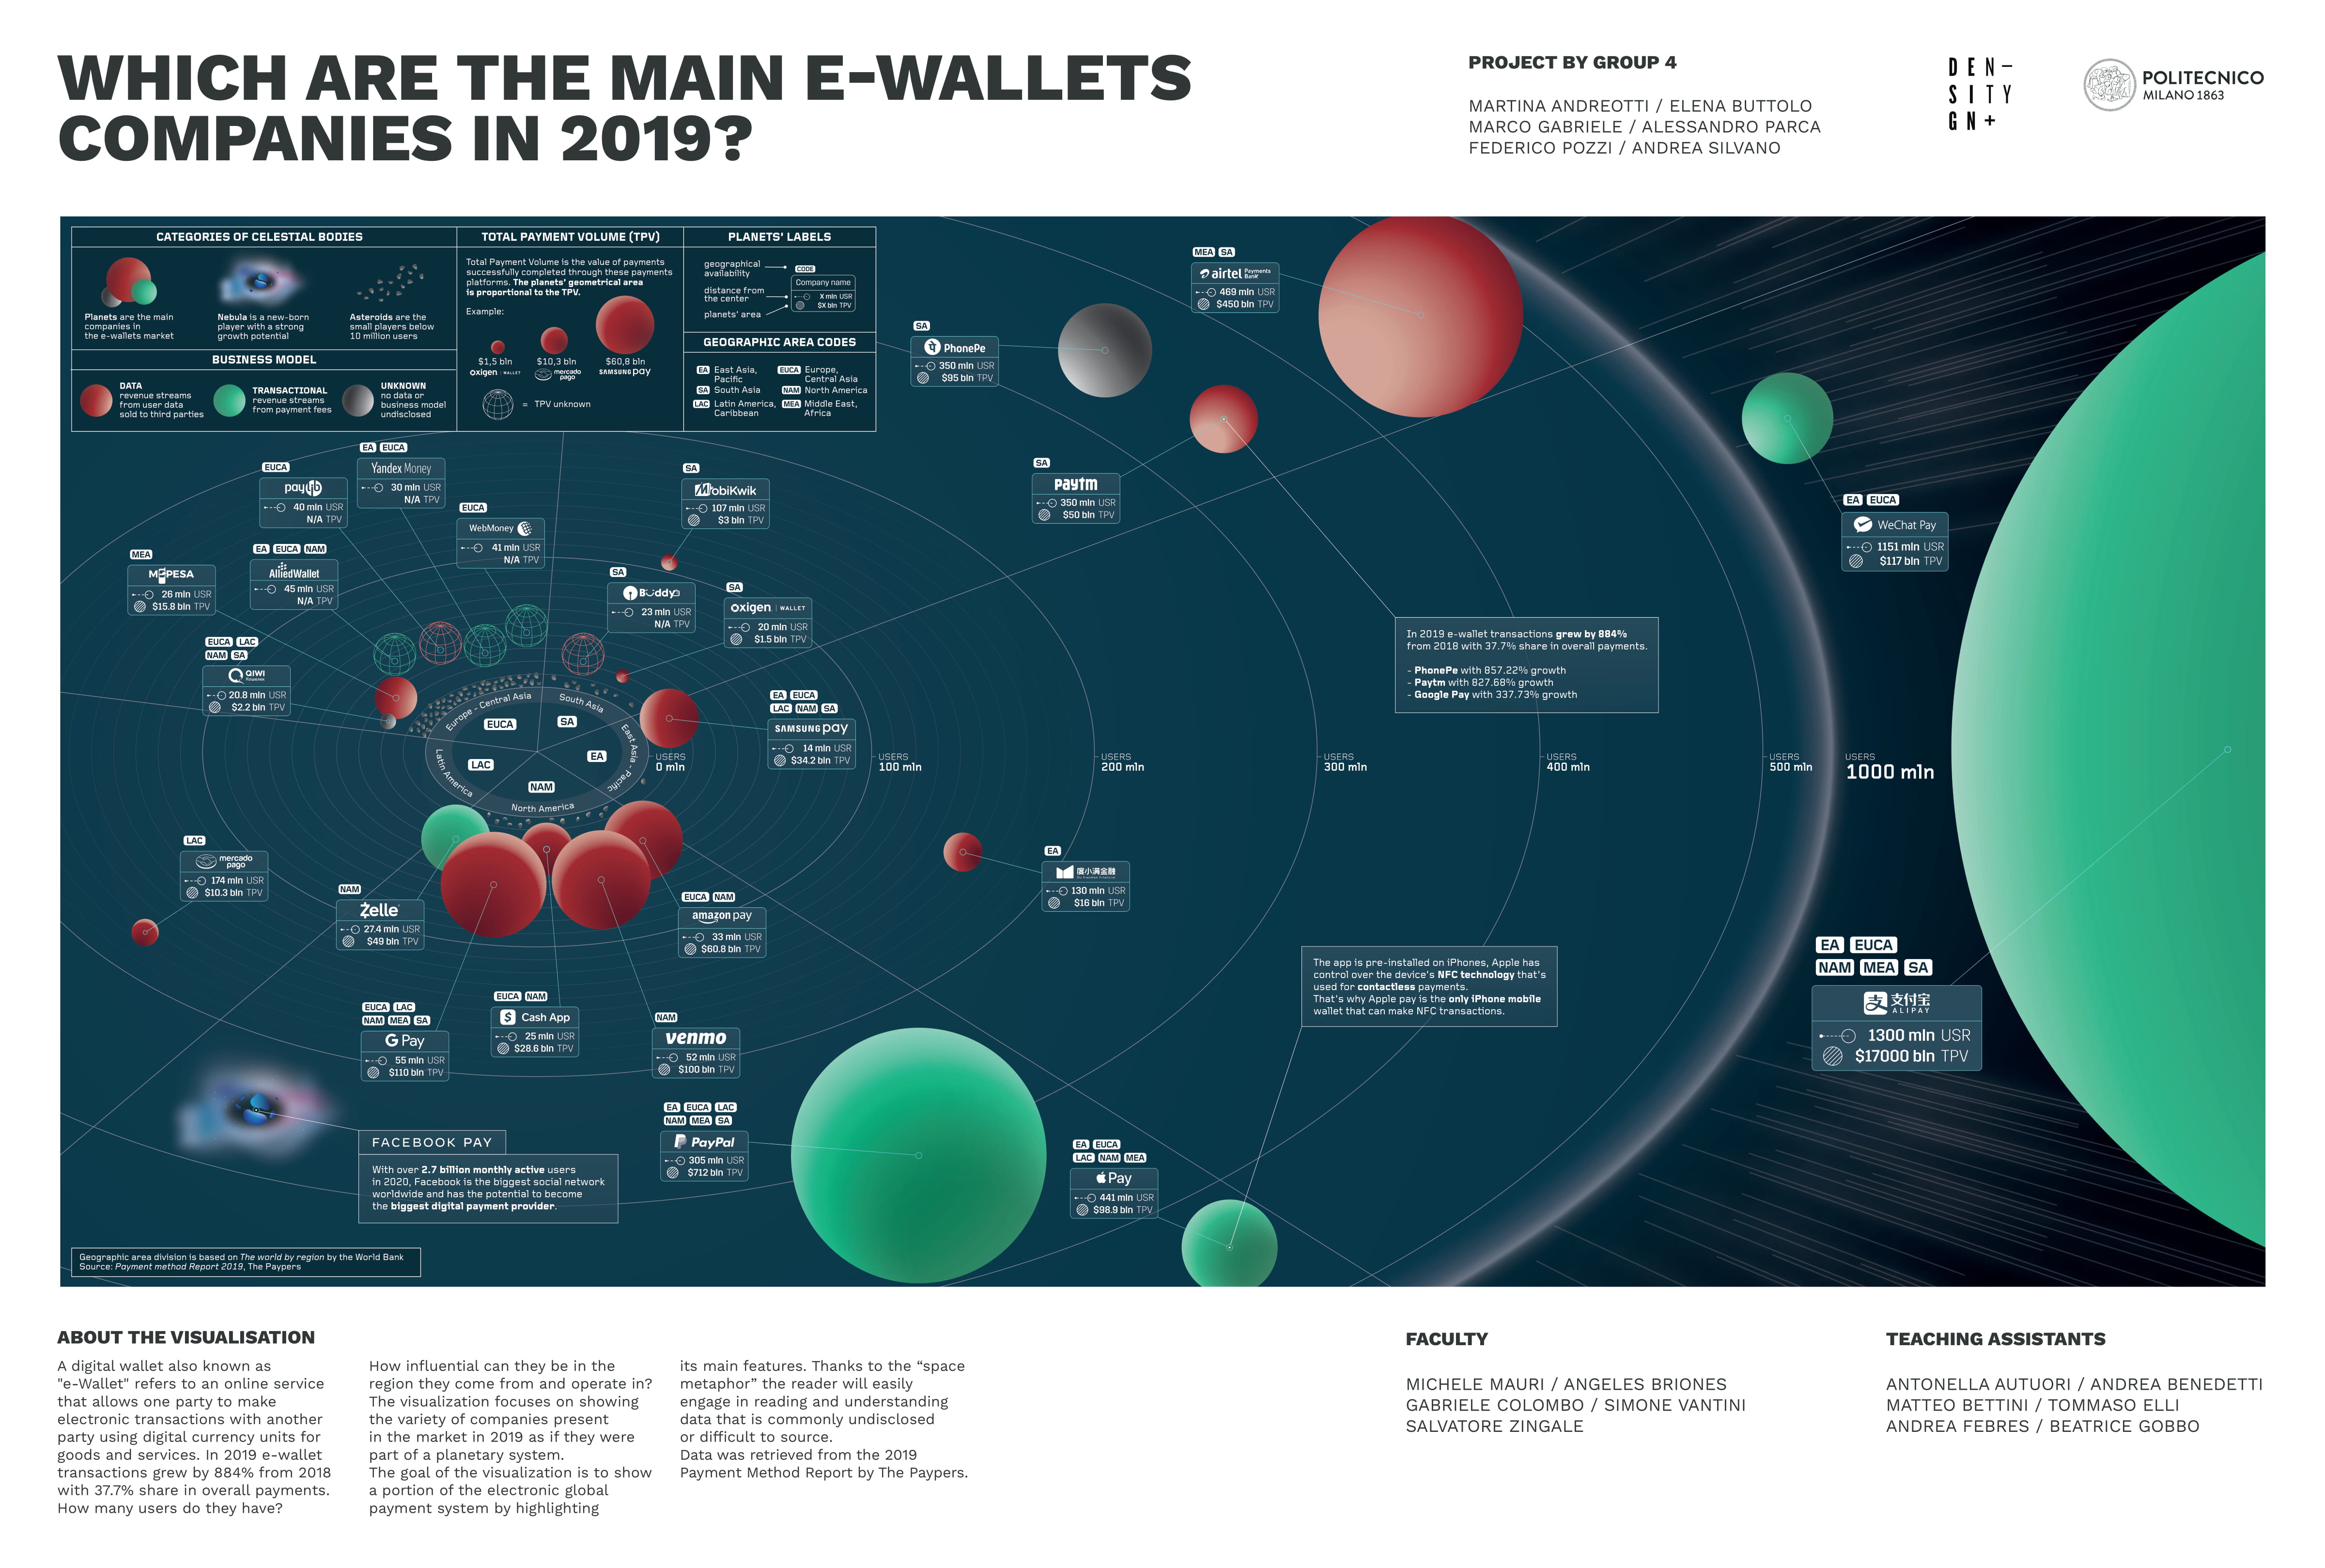 WHICH ARE THE MAIN E-WALLETS
COMPANIES IN 2019?
PROJECT BY GROUP 4
MARTINA ANDREOTTI / ELENA BUTTOLO
MARCO GABRIELE / ALESSANDRO PARCA
FEDERICO POZZI / ANDREA SILVANO
DEN–
SITY
GN+
POLITECNICO
MILANO 1863
CATEGORIES OF CELESTIAL BODIES
Planets are the main
companies in
the e-wallets market
Nebula is a new-born
player with a strong
growth potential
Asteroids are the
small players below
10 million users
BUSINESS MODEL
DATA
revenue streams
from user data
sold to third parties
TRANSACTIONAL
revenue streams
from payment fees
UNKNOWN
no data or
business model
undisclosed
TOTAL PAYMENT VOLUME (TPV)
Total Payment Volume is the value of payments
successfully completed through these payments
platforms. The planets' geometrical area
is proportional to the TPV.
Example:
$1,5 bln
oxigen | WALLET
$10,3 bln
mercado
pago
$60,8 bln
SAMSUNG pay
= TPV unknown
PLANETS' LABELS
geographical
availability
distance from
the center
planets' area
CODE
Company name
X mln USR
$X bln TPV
GEOGRAPHIC AREA CODES
EA East Asia,
Pacific
SA South Asia
LAC Latin America,
Caribbean
EUCA Europe,
Central Asia
NAM North America
MEA Middle East,
Africa
MEA SA
airtel Payments
Bank
469 mln USR
$450 bln TPV
SA
PhonePe
350 mln USR
$95 bln TPV
SA
paytm
350 mln USR
$50 bln TPV
EA EUCA
WeChat Pay
1151 mln USR
$117 bln TPV
EA EUCA
Yandex Money
30 mln USR
N/A TPV
EUCA
paylib
40 mln USR
N/A TPV
EUCA
WebMoney
41 mln USR
N/A TPV
SA
MobiKwik
107 mln USR
$3 bln TPV
MEA
M-PESA
26 mln USR
$15.8 bln TPV
EA EUCA NAM
AlliedWallet
45 mln USR
N/A TPV
SA
Buddy
23 mln USR
N/A TPV
SA
oxigen | WALLET
20 mln USR
$1.5 bln TPV
EUCA LAC
NAM SA
QIWI
20.8 mln USR
$2.2 bln TPV
EA EUCA
LAC NAM SA
SAMSUNG pay
14 mln USR
$34.2 bln TPV
Europe - Central Asia
South Asia
East Asia - Pacific
North America
Latin America
EUCA
SA
EA
NAM
LAC
USERS
0 mln
USERS
100 mln
USERS
200 mln
USERS
300 mln
USERS
400 mln
USERS
500 mln
USERS
1000 mln
In 2019 e-wallet transactions grew by 884%
from 2018 with 37.7% share in overall payments.
- PhonePe with 857.22% growth
- Paytm with 827.68% growth
- Google Pay with 337.73% growth
LAC
mercado
pago
174 mln USR
$10.3 bln TPV
NAM
Zelle
27.4 mln USR
$49 bln TPV
EUCA NAM
amazon pay
33 mln USR
$60.8 bln TPV
EA
度小满金融
130 mln USR
$16 bln TPV
EUCA LAC
NAM MEA SA
G Pay
55 mln USR
$110 bln TPV
EUCA NAM
$ Cash App
25 mln USR
$28.6 bln TPV
NAM
venmo
52 mln USR
$100 bln TPV
The app is pre-installed on iPhones, Apple has
control over the device's NFC technology that's
used for contactless payments.
That's why Apple pay is the only iPhone mobile
wallet that can make NFC transactions.
EA EUCA
NAM MEA SA
支 支付宝
ALIPAY
1300 mln USR
$17000 bln TPV
EA EUCA LAC
NAM MEA SA
PayPal
305 mln USR
$712 bln TPV
EA EUCA
LAC NAM MEA
Pay
441 mln USR
$98.9 bln TPV
FACEBOOK PAY
With over 2.7 billion monthly active users
in 2020, Facebook is the biggest social network
worldwide and has the potential to become
the biggest digital payment provider.
Geographic area division is based on The world by region by the World Bank
Source: Payment method Report 2019, The Paypers
ABOUT THE VISUALISATION
A digital wallet also known as
"e-Wallet" refers to an online service
that allows one party to make
electronic transactions with another
party using digital currency units for
goods and services. In 2019 e-wallet
transactions grew by 884% from 2018
with 37.7% share in overall payments.
How many users do they have?
How influential can they be in the
region they come from and operate in?
The visualization focuses on showing
the variety of companies present
in the market in 2019 as if they were
part of a planetary system.
The goal of the visualization is to show
a portion of the electronic global
payment system by highlighting
its main features. Thanks to the “space
metaphor” the reader will easily
engage in reading and understanding
data that is commonly undisclosed
or difficult to source.
Data was retrieved from the 2019
Payment Method Report by The Paypers.
FACULTY
MICHELE MAURI / ANGELES BRIONES
GABRIELE COLOMBO / SIMONE VANTINI
SALVATORE ZINGALE
TEACHING ASSISTANTS
ANTONELLA AUTUORI / ANDREA BENEDETTI
MATTEO BETTINI / TOMMASO ELLI
ANDREA FEBRES / BEATRICE GOBBO